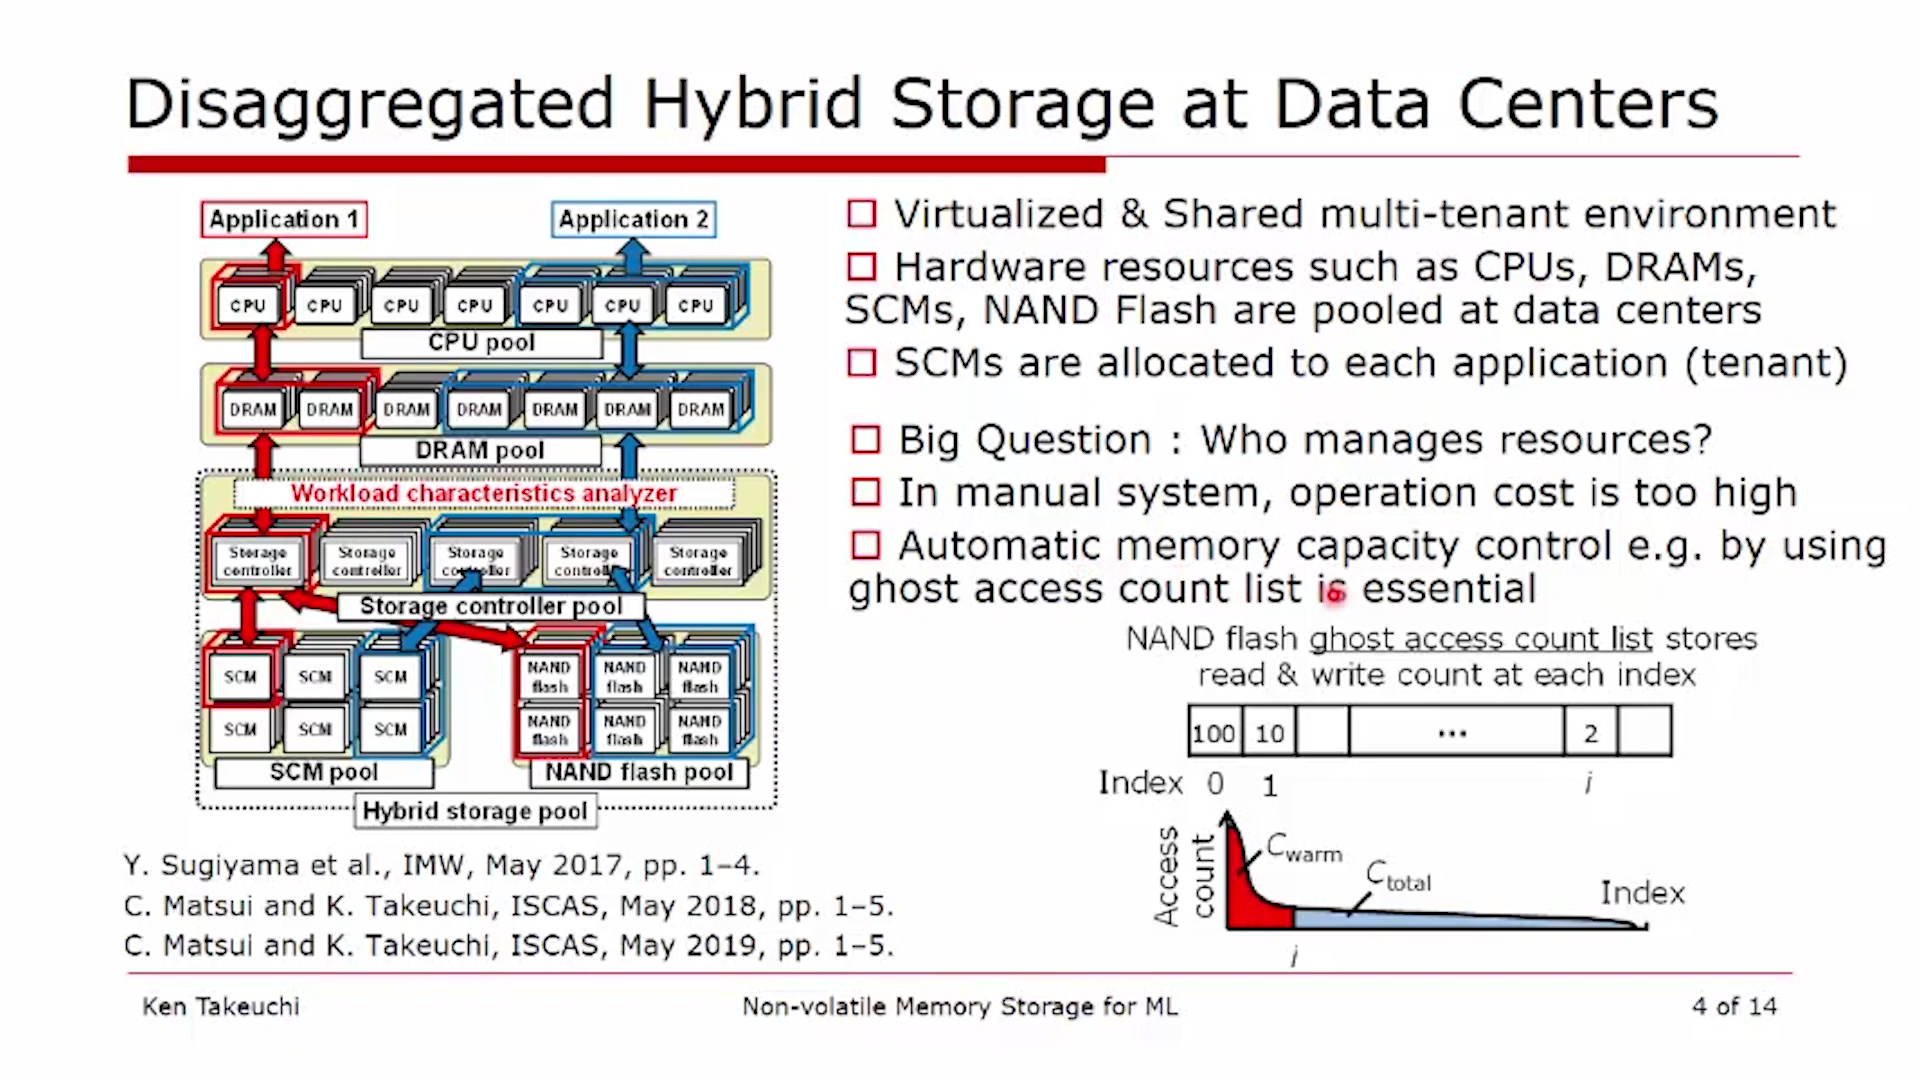 Disaggregated Hybrid Storage at Data Centers
Application 1
Application 2
CPU
CPU
CPU
CPU
CPU
CPU
CPU
CPU pool
DRAM
DRAM
DRAM
DRAM
DRAM
DRAM
DRAM
DRAM pool
Workload characteristics analyzer
Storage
controller
Storage
controller
Storage
controller
Storage
controller
Storage
controller
Storage controller pool
SCM
SCM
SCM
SCM
SCM
SCM
SCM pool
NAND
flash
NAND
flash
NAND
flash
NAND
flash
NAND
flash
NAND
flash
NAND flash pool
Hybrid storage pool
Y. Sugiyama et al., IMW, May 2017, pp. 1–4.
C. Matsui and K. Takeuchi, ISCAS, May 2018, pp. 1–5.
C. Matsui and K. Takeuchi, ISCAS, May 2019, pp. 1–5.
Virtualized & Shared multi-tenant environment
Hardware resources such as CPUs, DRAMs,
SCMs, NAND Flash are pooled at data centers
SCMs are allocated to each application (tenant)
Big Question : Who manages resources?
In manual system, operation cost is too high
Automatic memory capacity control e.g. by using
ghost access count list is essential
NAND flash ghost access count list stores
read & write count at each index
100 10 ... 2
Index 0 1 i
Access
count
Cwarm
Ctotal
Index
i
Ken Takeuchi
Non-volatile Memory Storage for ML
4 of 14